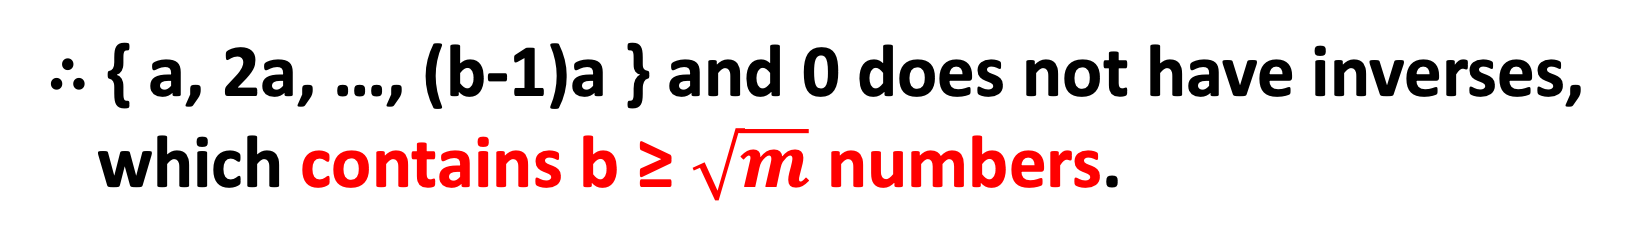 ∴ { a, 2a, …, (b-1)a } and 0 does not have inverses,
which contains b ≥ √m numbers.